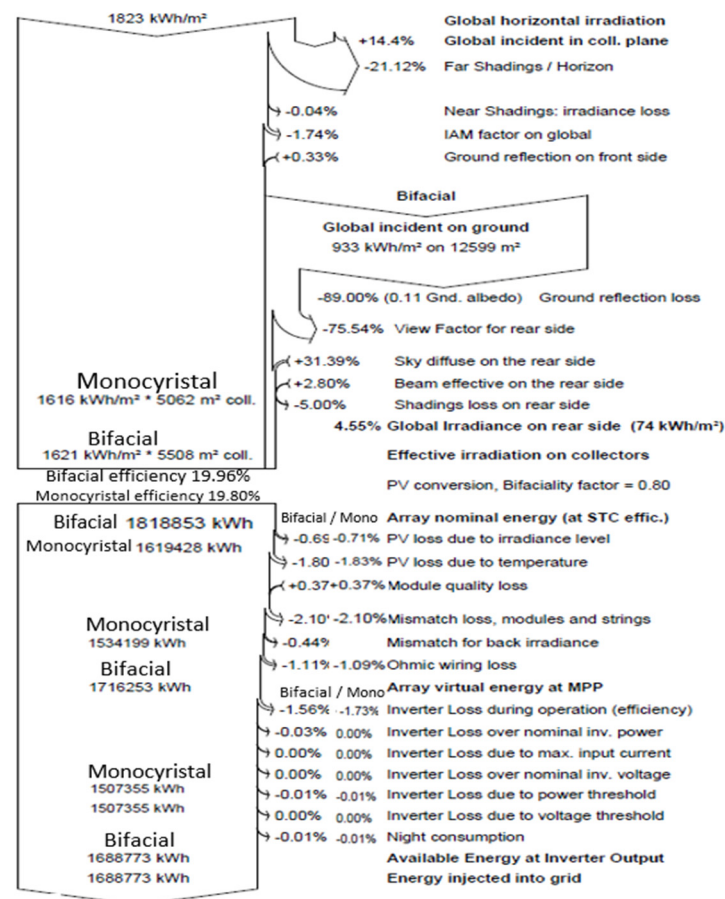 1823 kWh/m² Global horizontal irradiation
+14.4% Global incident in coll. plane
-21.12% Far Shadings / Horizon
-0.04% Near Shadings: irradiance loss
-1.74% IAM factor on global
+0.33% Ground reflection on front side
Bifacial
Global incident on ground
933 kWh/m² on 12599 m²
-89.00% (0.11 Gnd. albedo) Ground reflection loss
-75.54% View Factor for rear side
+31.39% Sky diffuse on the rear side
Monocyristal
+2.80% Beam effective on the rear side
1616 kWh/m² * 5062 m² coll.
-5.00% Shadings loss on rear side
4.55% Global Irradiance on rear side (74 kWh/m²)
Bifacial
1621 kWh/m² * 5508 m² coll. Effective irradiation on collectors
Bifacial efficiency 19.96%
Monocyristal efficiency 19.80%
PV conversion, Bifaciality factor = 0.80
Bifacial 1818853 kWh Bifacial / Mono Array nominal energy (at STC effic.)
Monocyristal 1619428 kWh -0.69 -0.71% PV loss due to irradiance level
-1.80 -1.83% PV loss due to temperature
+0.37 +0.37% Module quality loss
Monocyristal -2.10' -2.10% Mismatch loss, modules and strings
1534199 kWh -0.44% Mismatch for back irradiance
Bifacial -1.11% -1.09% Ohmic wiring loss
1716253 kWh Bifacial / Mono Array virtual energy at MPP
-1.56% -1.73% Inverter Loss during operation (efficiency)
-0.03% 0.00% Inverter Loss over nominal inv. power
0.00% 0.00% Inverter Loss due to max. input current
Monocyristal 0.00% 0.00% Inverter Loss over nominal inv. voltage
1507355 kWh -0.01% -0.01% Inverter Loss due to power threshold
1507355 kWh 0.00% 0.00% Inverter Loss due to voltage threshold
Bifacial -0.01% -0.01% Night consumption
1688773 kWh Available Energy at Inverter Output
1688773 kWh Energy injected into grid